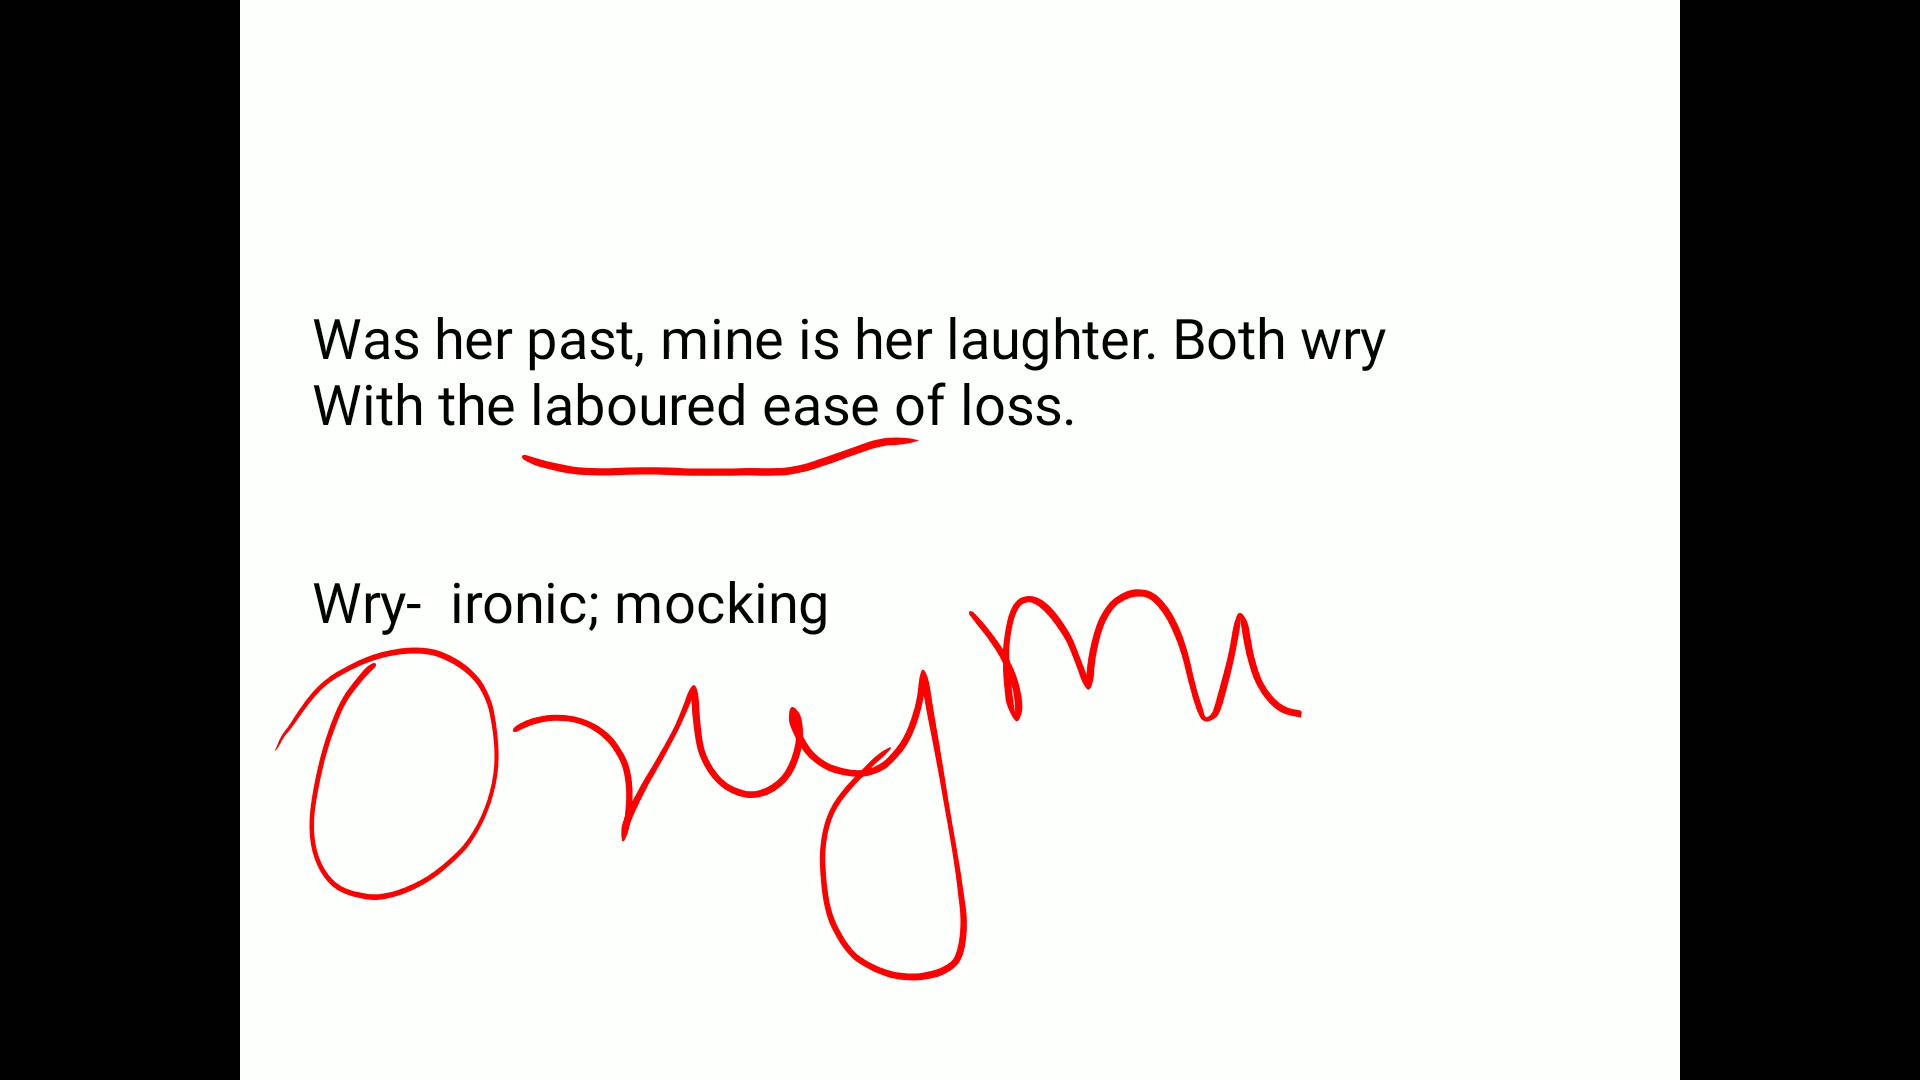 Was her past, mine is her laughter. Both wry
With the laboured ease of loss.
Wry-  ironic; mocking